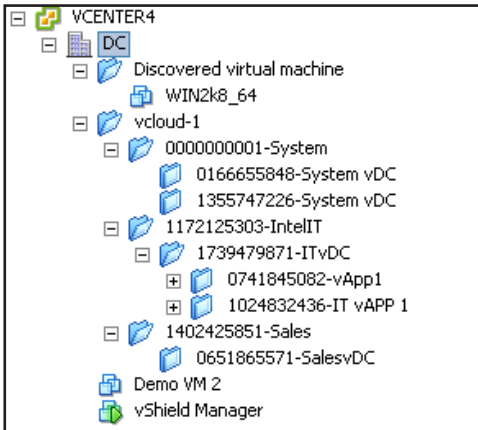 VCENTER4
DC
Discovered virtual machine
WIN2k8_64
vcloud-1
0000000001-System
0166655848-System vDC
1355747226-System vDC
1172125303-IntelIT
1739479871-ITvDC
0741845082-vApp1
1024832436-IT vAPP 1
1402425851-Sales
0651865571-SalesvDC
Demo VM 2
vShield Manager